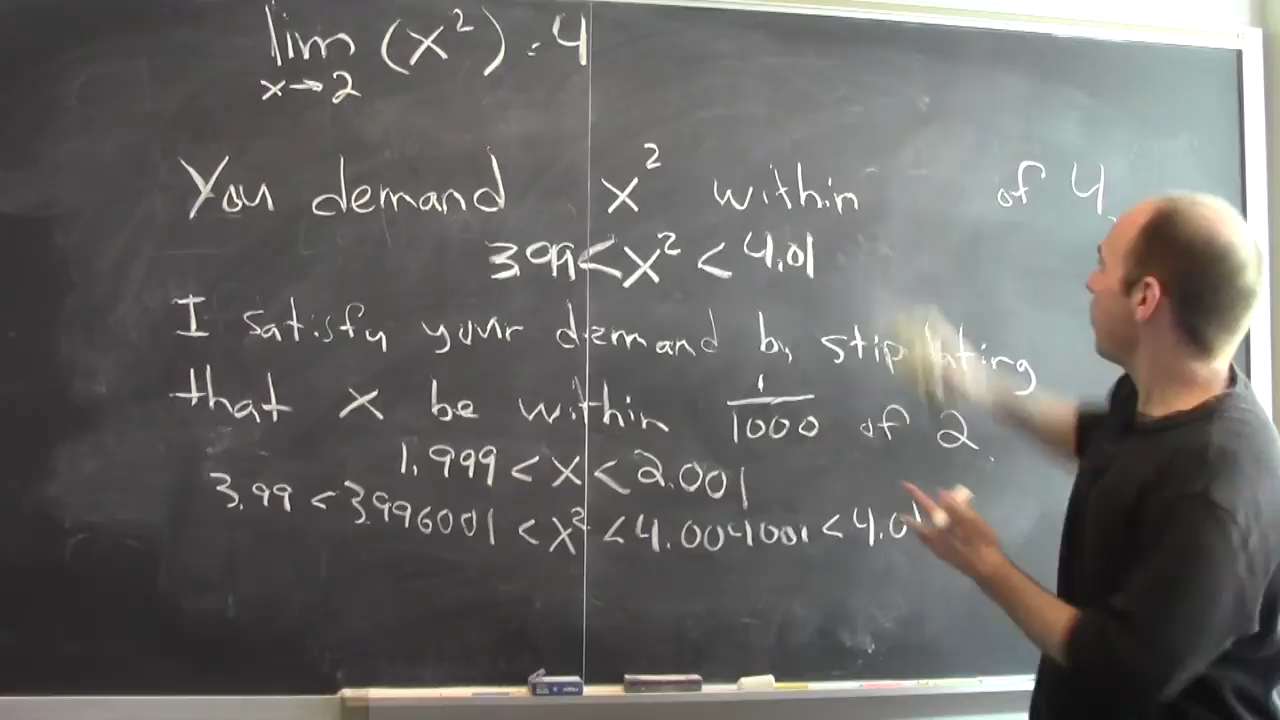 lim (x²) = 4
x→2
You demand x² within of 4.
3.99 < x² < 4.01
I satisfy your demand by stipulating
that x be within 1/1000 of 2.
1.999 < x < 2.001
3.99 < 3.996001 < x² < 4.004001 < 4.01